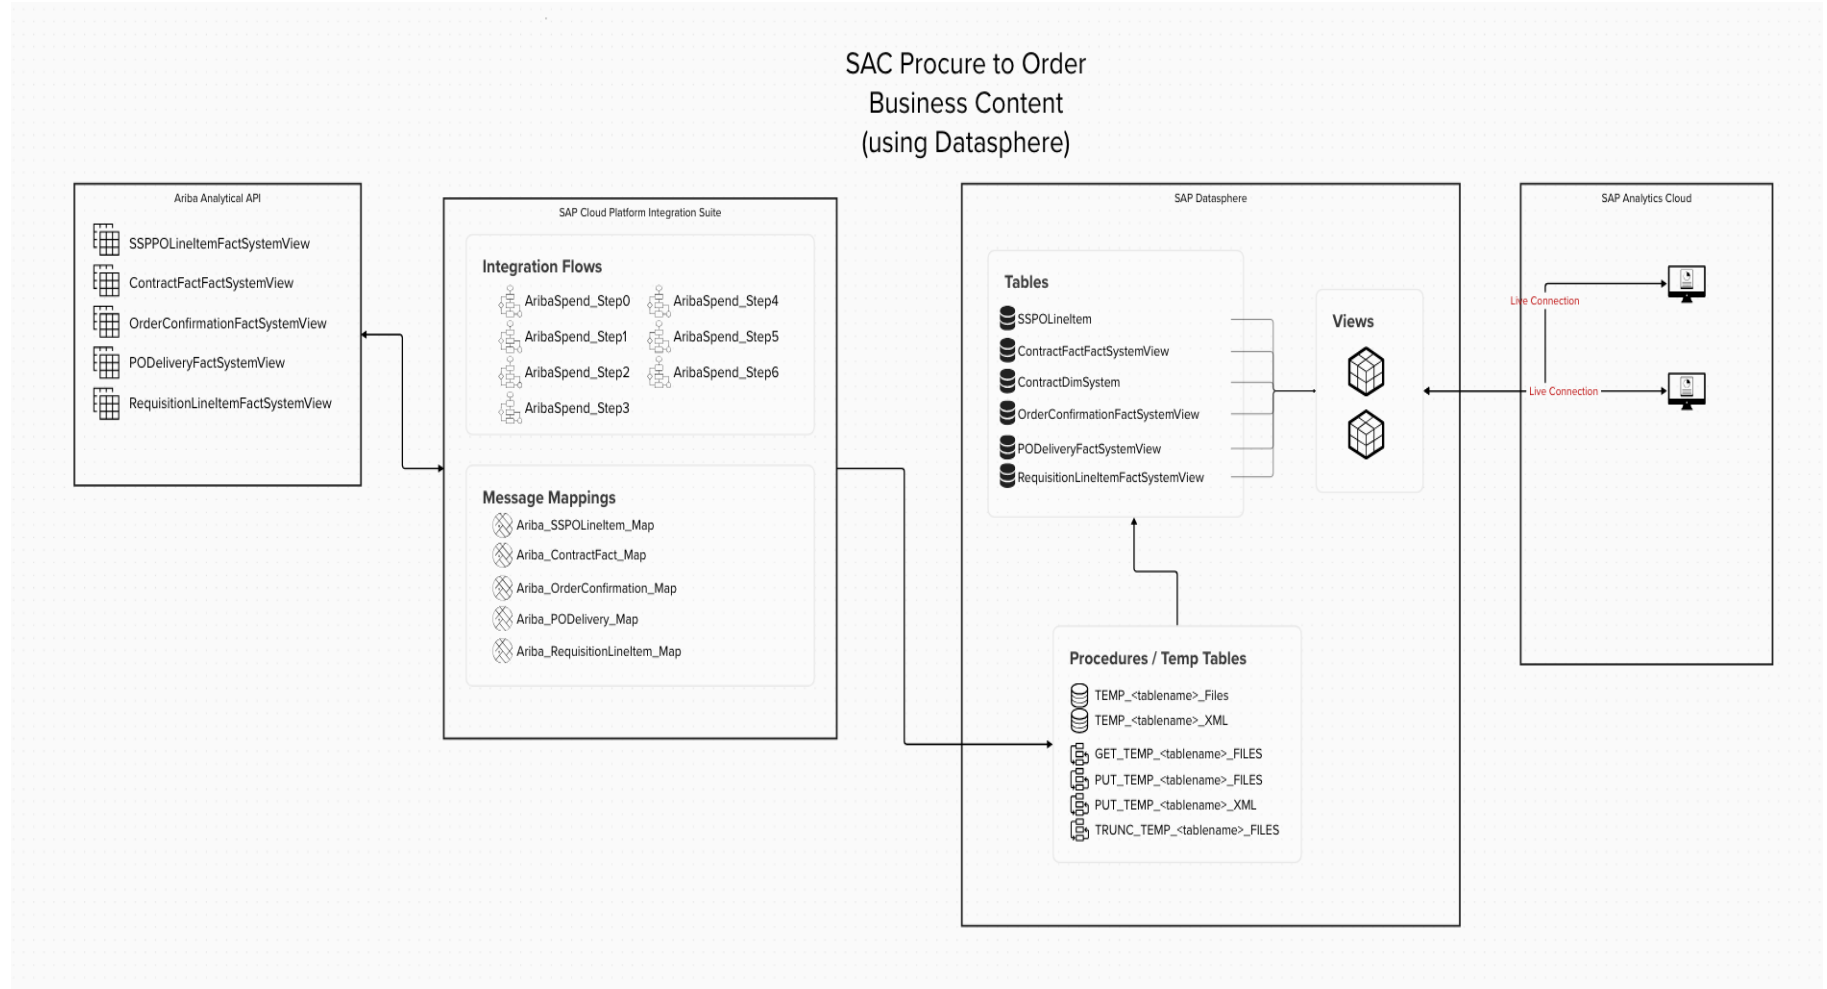 SAC Procure to Order
Business Content
(using Datasphere)
Ariba Analytical API
SSPPOLineItemFactSystemView
ContractFactFactSystemView
OrderConfirmationFactSystemView
PODeliveryFactSystemView
RequisitionLineItemFactSystemView
SAP Cloud Platform Integration Suite
Integration Flows
AribaSpend_Step0
AribaSpend_Step1
AribaSpend_Step2
AribaSpend_Step3
AribaSpend_Step4
AribaSpend_Step5
AribaSpend_Step6
Message Mappings
Ariba_SSPOLineItem_Map
Ariba_ContractFact_Map
Ariba_OrderConfirmation_Map
Ariba_PODelivery_Map
Ariba_RequisitionLineItem_Map
SAP Datasphere
Tables
SSPOLineItem
ContractFactFactSystemView
ContractDimSystem
OrderConfirmationFactSystemView
PODeliveryFactSystemView
RequisitionLineItemFactSystemView
Views
Procedures / Temp Tables
TEMP_<tablename>_Files
TEMP_<tablename>_XML
GET_TEMP_<tablename>_FILES
PUT_TEMP_<tablename>_FILES
PUT_TEMP_<tablename>_XML
TRUNC_TEMP_<tablename>_FILES
SAP Analytics Cloud
Live Connection
Live Connection